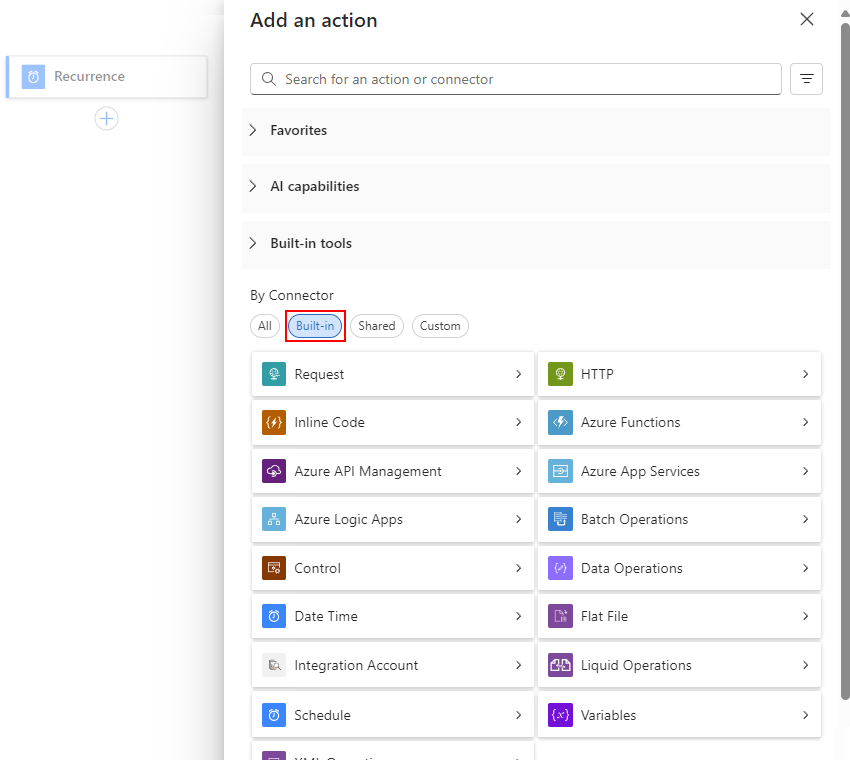 Add an action
Recurrence
Search for an action or connector
Favorites
AI capabilities
Built-in tools
By Connector
All Built-in Shared Custom
Request HTTP
Inline Code Azure Functions
Azure API Management Azure App Services
Azure Logic Apps Batch Operations
Control Data Operations
Date Time Flat File
Integration Account Liquid Operations
Schedule Variables